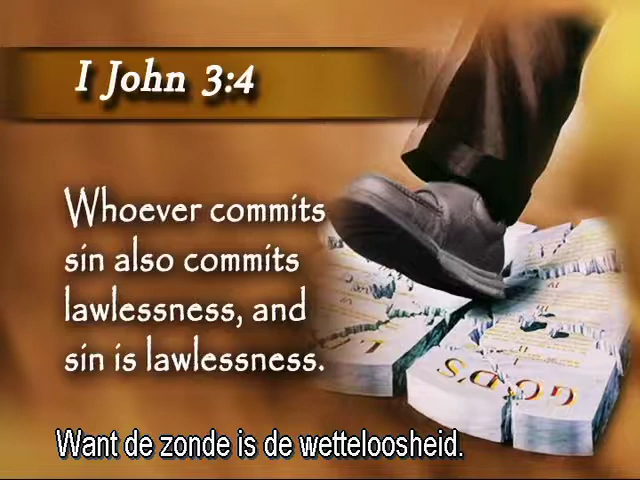 I John 3:4
Whoever commits
sin also commits
lawlessness, and
sin is lawlessness.
GOD'S
L
Want de zonde is de wetteloosheid.